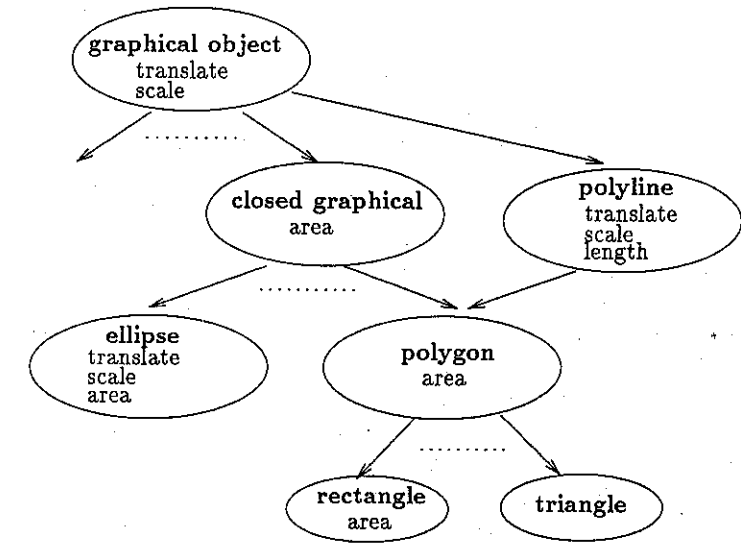 graphical object
translate
scale
closed graphical
area
polyline
translate
scale
length
ellipse
translate
scale
area
polygon
area
rectangle
area
triangle